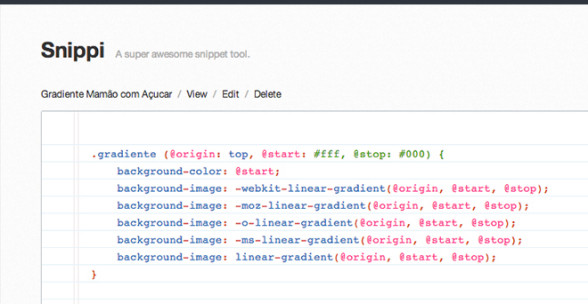 Snippi A super awesome snippet tool.
Gradiente Mamão com Açucar / View / Edit / Delete
.gradiente (@origin: top, @start: #fff, @stop: #000) {
background-color: @start;
background-image: -webkit-linear-gradient(@origin, @start, @stop);
background-image: -moz-linear-gradient(@origin, @start, @stop);
background-image: -o-linear-gradient(@origin, @start, @stop);
background-image: -ms-linear-gradient(@origin, @start, @stop);
background-image: linear-gradient(@origin, @start, @stop);
}